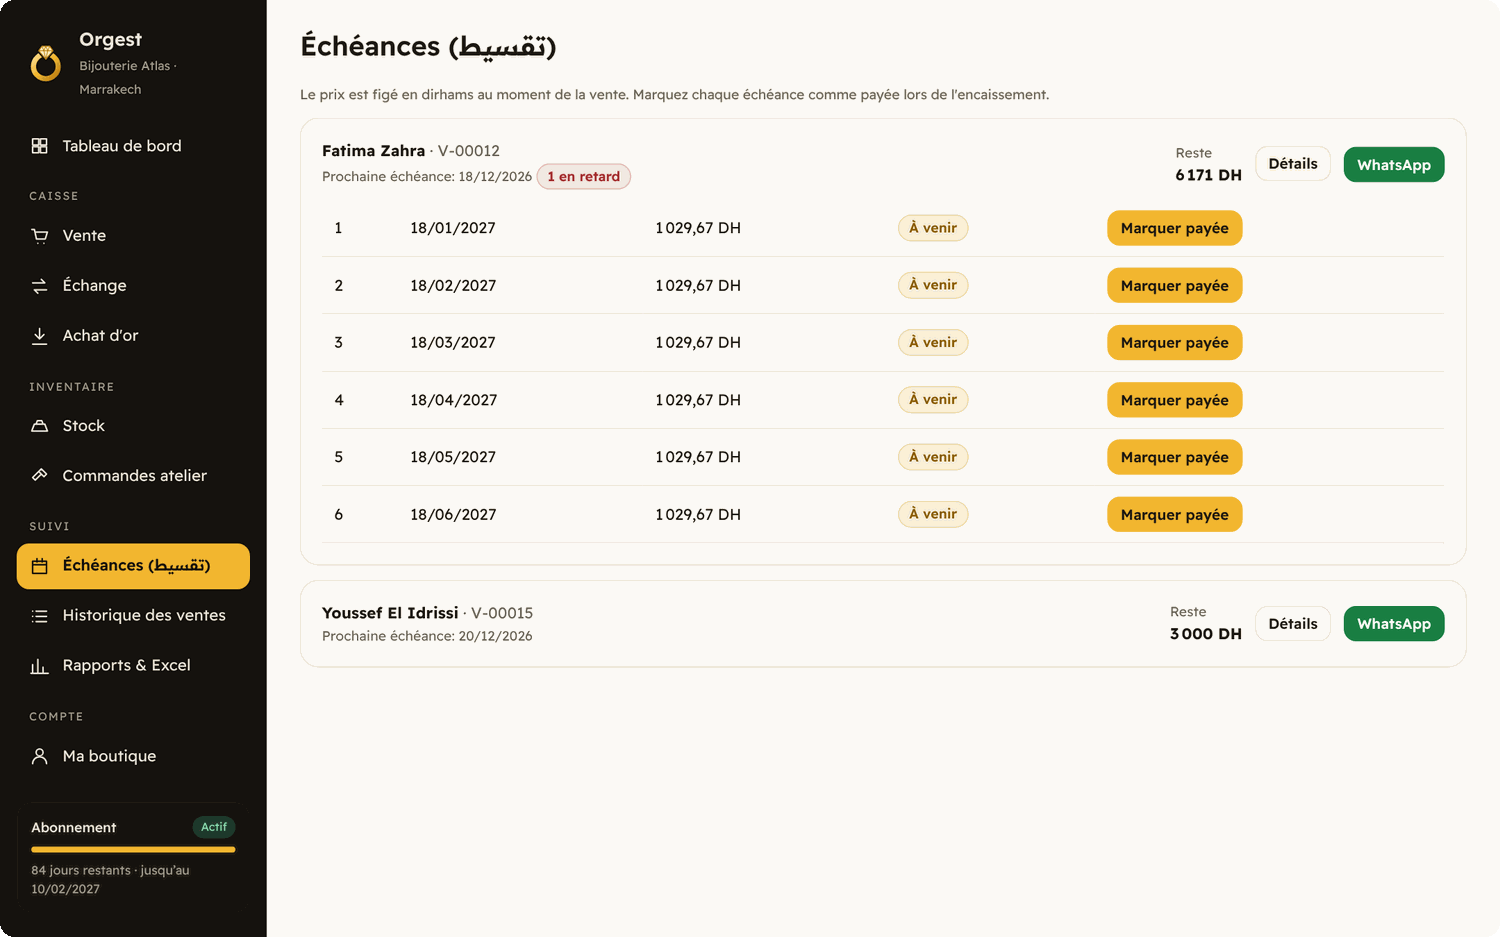 Orgest
Bijouterie Atlas ·
Marrakech
Tableau de bord
CAISSE
Vente
Échange
Achat d'or
INVENTAIRE
Stock
Commandes atelier
SUIVI
Échéances (تقسيط)
Historique des ventes
Rapports & Excel
COMPTE
Ma boutique
Abonnement Actif
84 jours restants · jusqu'au
10/02/2027
Échéances (تقسيط)
Le prix est figé en dirhams au moment de la vente. Marquez chaque échéance comme payée lors de l'encaissement.
Fatima Zahra · V-00012
Prochaine échéance: 18/12/2026 1 en retard
Reste
6 171 DH
Détails
WhatsApp
1 18/01/2027 1 029,67 DH À venir Marquer payée
2 18/02/2027 1 029,67 DH À venir Marquer payée
3 18/03/2027 1 029,67 DH À venir Marquer payée
4 18/04/2027 1 029,67 DH À venir Marquer payée
5 18/05/2027 1 029,67 DH À venir Marquer payée
6 18/06/2027 1 029,67 DH À venir Marquer payée
Youssef El Idrissi · V-00015
Prochaine échéance: 20/12/2026
Reste
3 000 DH
Détails
WhatsApp